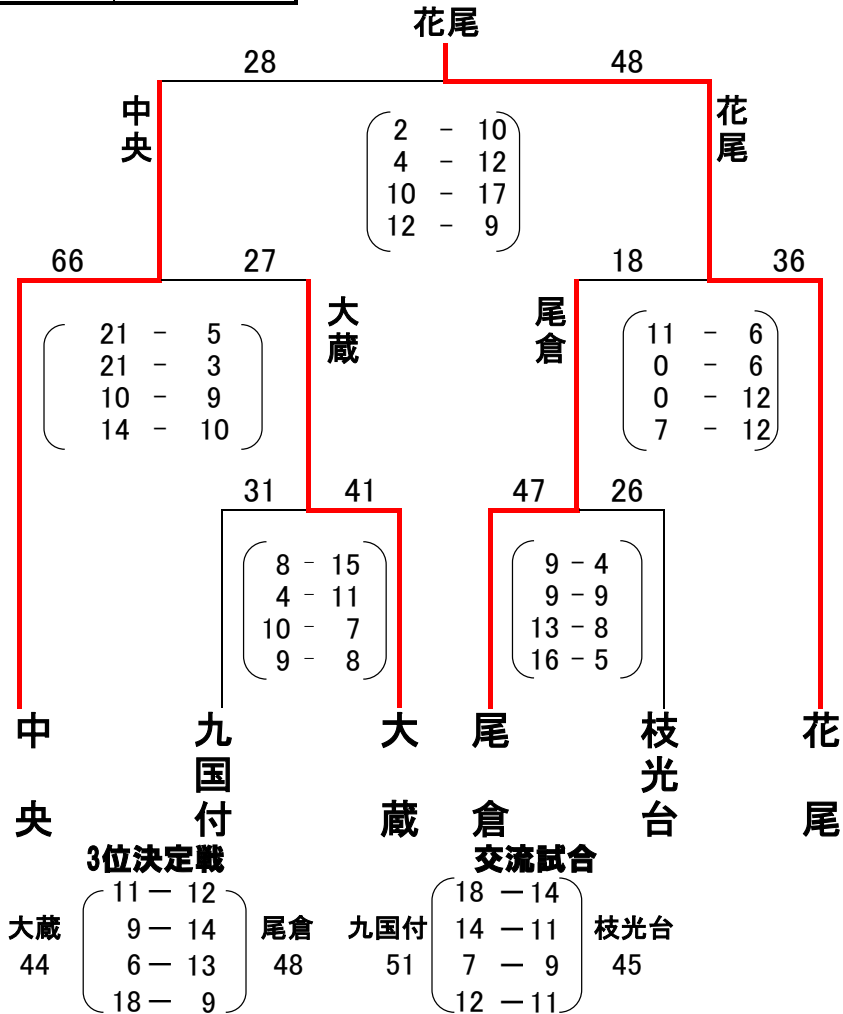 花尾
28 48
中央
花尾
2 - 10
4 - 12
10 - 17
12 - 9
66 27 18 36
大蔵
尾倉
21 - 5
21 - 3
10 - 9
14 - 10
11 - 6
0 - 6
0 - 12
7 - 12
31 41 47 26
8 - 15
4 - 11
10 - 7
9 - 8
9 - 4
9 - 9
13 - 8
16 - 5
中央
九国付
大蔵
尾倉
枝光台
花尾
3位決定戦
大蔵
44
11 — 12
9 — 14
6 — 13
18 — 9
尾倉
48
交流試合
九国付
51
18 — 14
14 — 11
7 — 9
12 — 11
枝光台
45